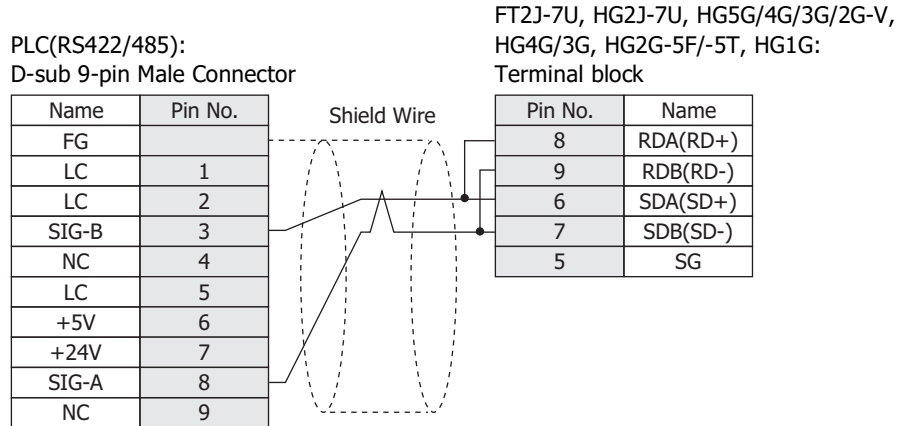 FT2J-7U, HG2J-7U, HG5G/4G/3G/2G-V,
PLC(RS422/485): HG4G/3G, HG2G-5F/-5T, HG1G:
D-sub 9-pin Male Connector Terminal block
Name Pin No. Shield Wire Pin No. Name
FG 8 RDA(RD+)
LC 1 9 RDB(RD-)
LC 2 6 SDA(SD+)
SIG-B 3 7 SDB(SD-)
NC 4 5 SG
LC 5
+5V 6
+24V 7
SIG-A 8
NC 9